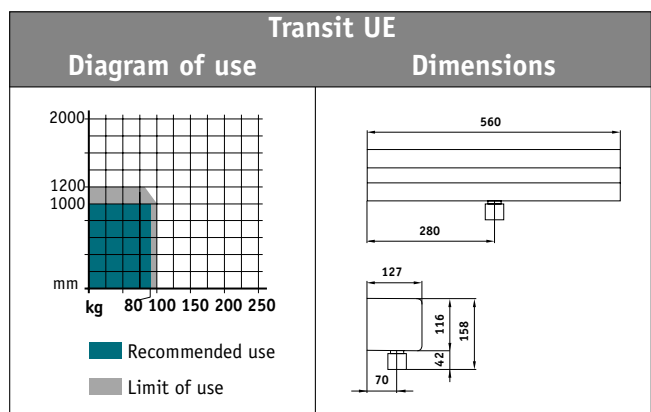 Transit UE
Diagram of use
Dimensions
2000
1200
1000
mm
kg 80 100 150 200 250
Recommended use
Limit of use
560
280
127
116
158
42
70